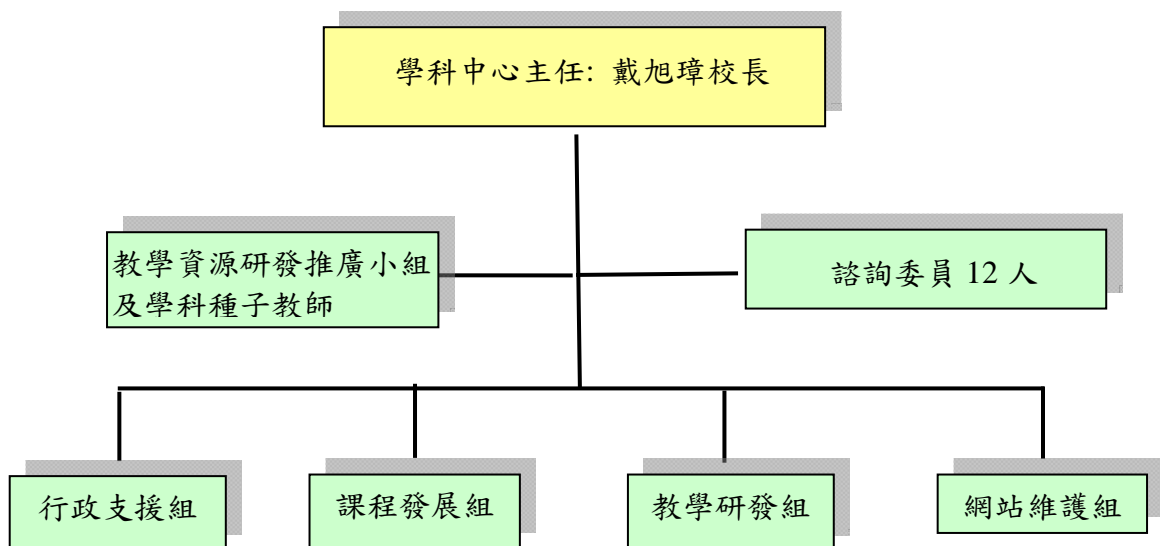 學科中心主任: 戴旭璋校長
教學資源研發推廣小組
及學科種子教師
諮詢委員 12 人
行政支援組
課程發展組
教學研發組
網站維護組